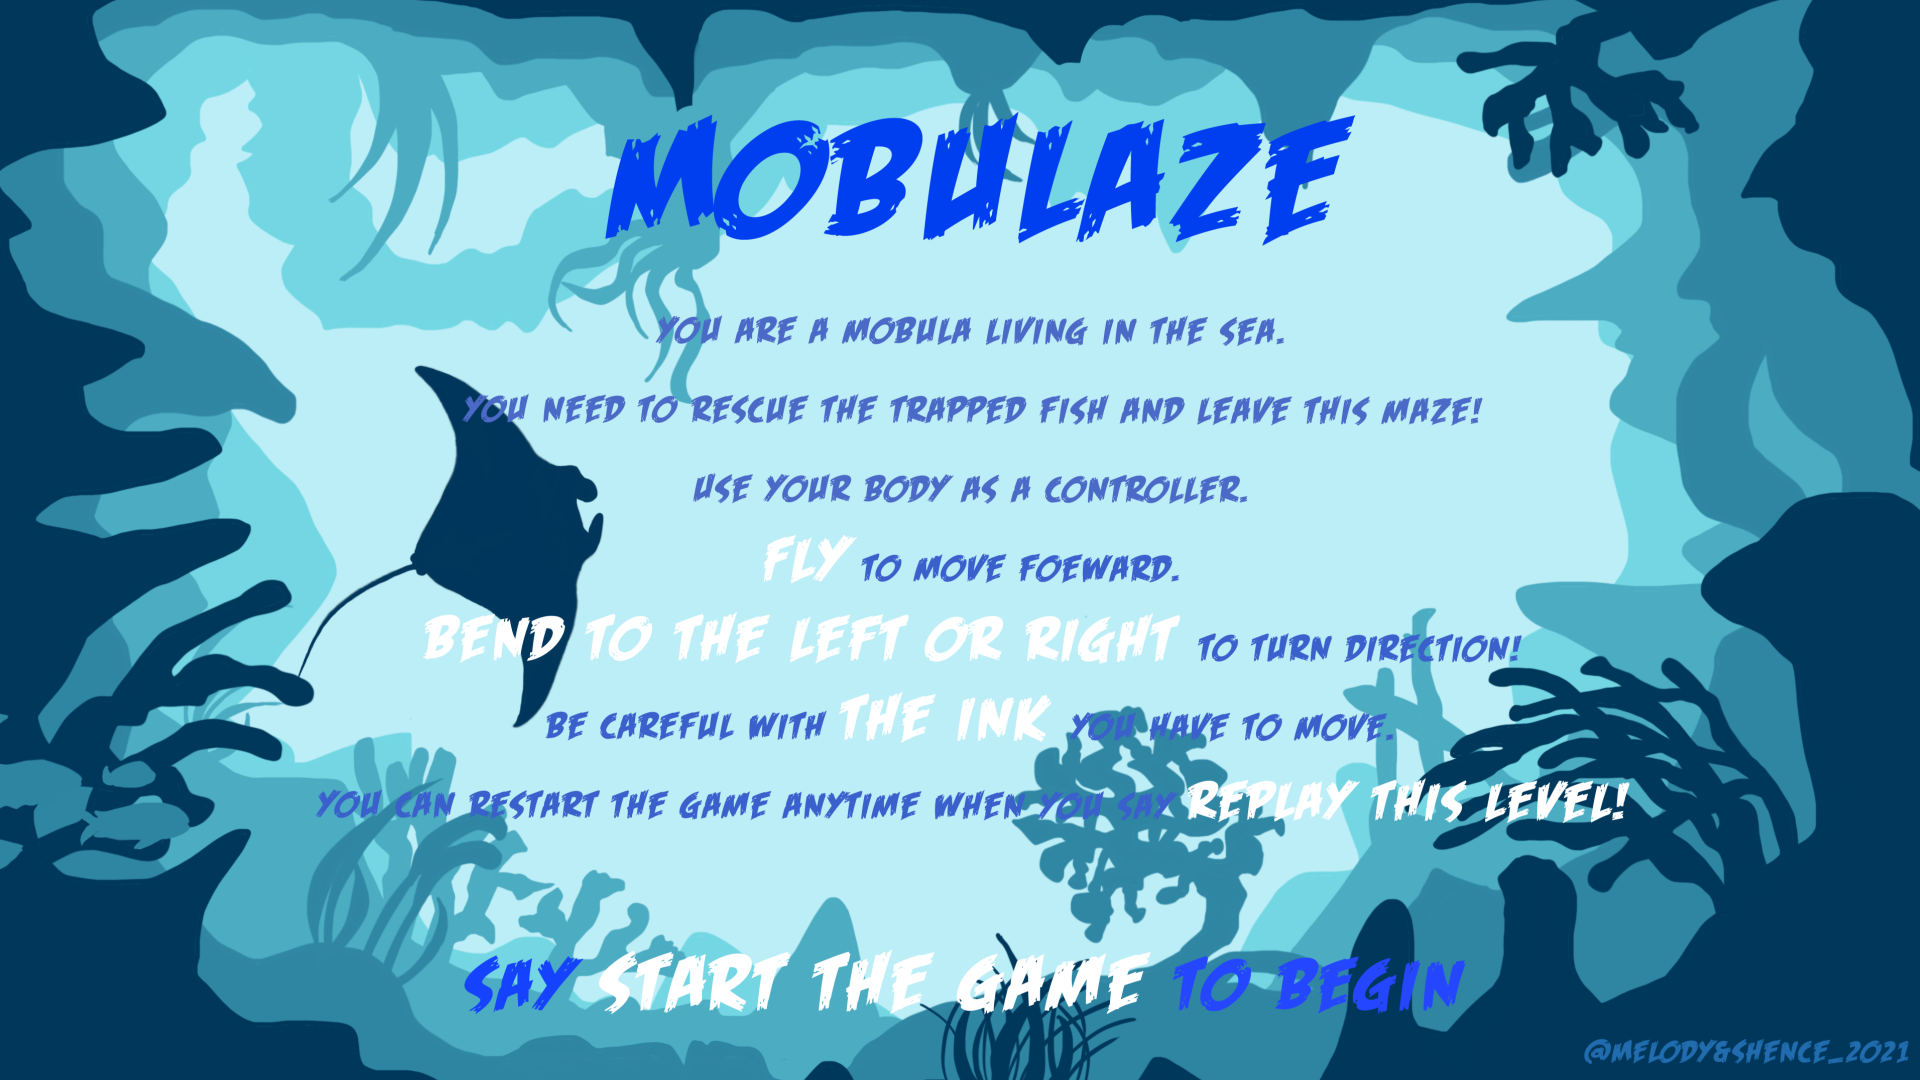 MOBULAZE
YOU ARE A MOBULA LIVING IN THE SEA.
YOU NEED TO RESCUE THE TRAPPED FISH AND LEAVE THIS MAZE!
USE YOUR BODY AS A CONTROLLER.
FLY TO MOVE FOEWARD.
BEND TO THE LEFT OR RIGHT TO TURN DIRECTION!
BE CAREFUL WITH THE INK YOU HAVE TO MOVE.
YOU CAN RESTART THE GAME ANYTIME WHEN YOU SAY REPLAY THIS LEVEL!
SAY START THE GAME TO BEGIN
@MELODY&SHENCE_2021